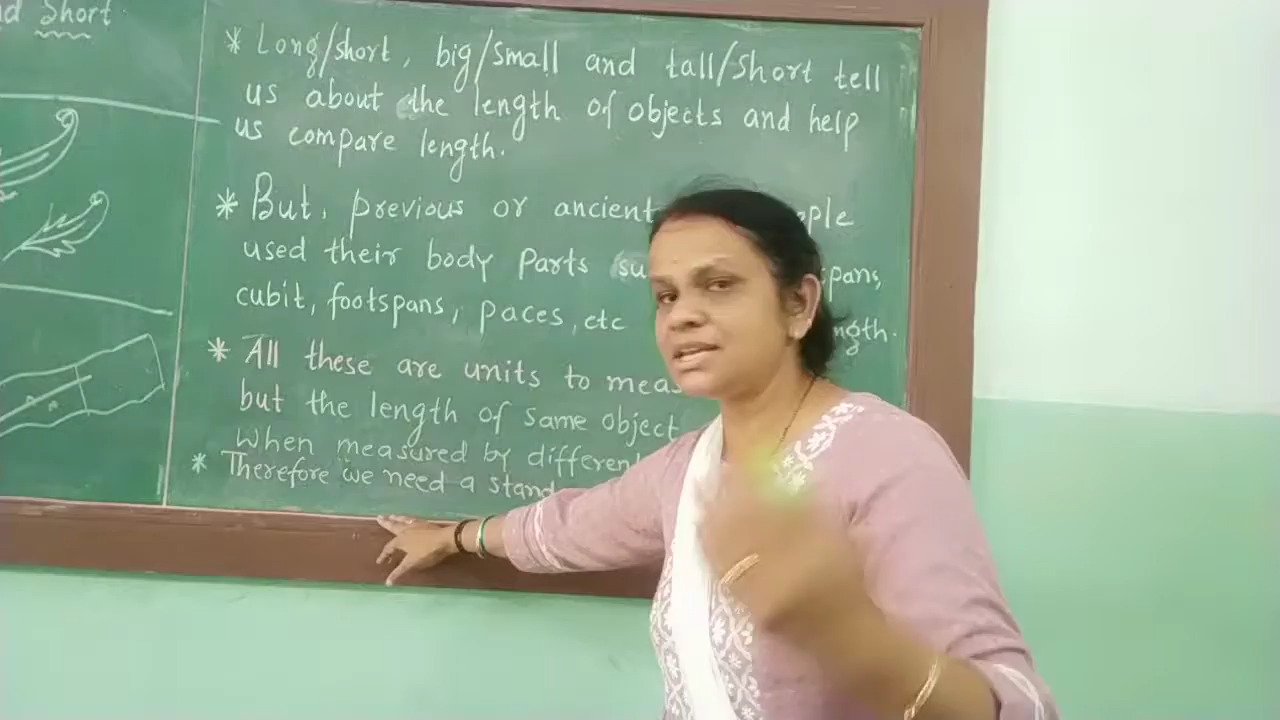 nd Short
* Long/short, big/small and tall/short tell
us about the length of objects and help
us compare length.
* But, previous or ancient
used their body parts
cubit, footspans, paces, etc
* All these are units to
but the length of same object
when measured by
* Therefore we need a